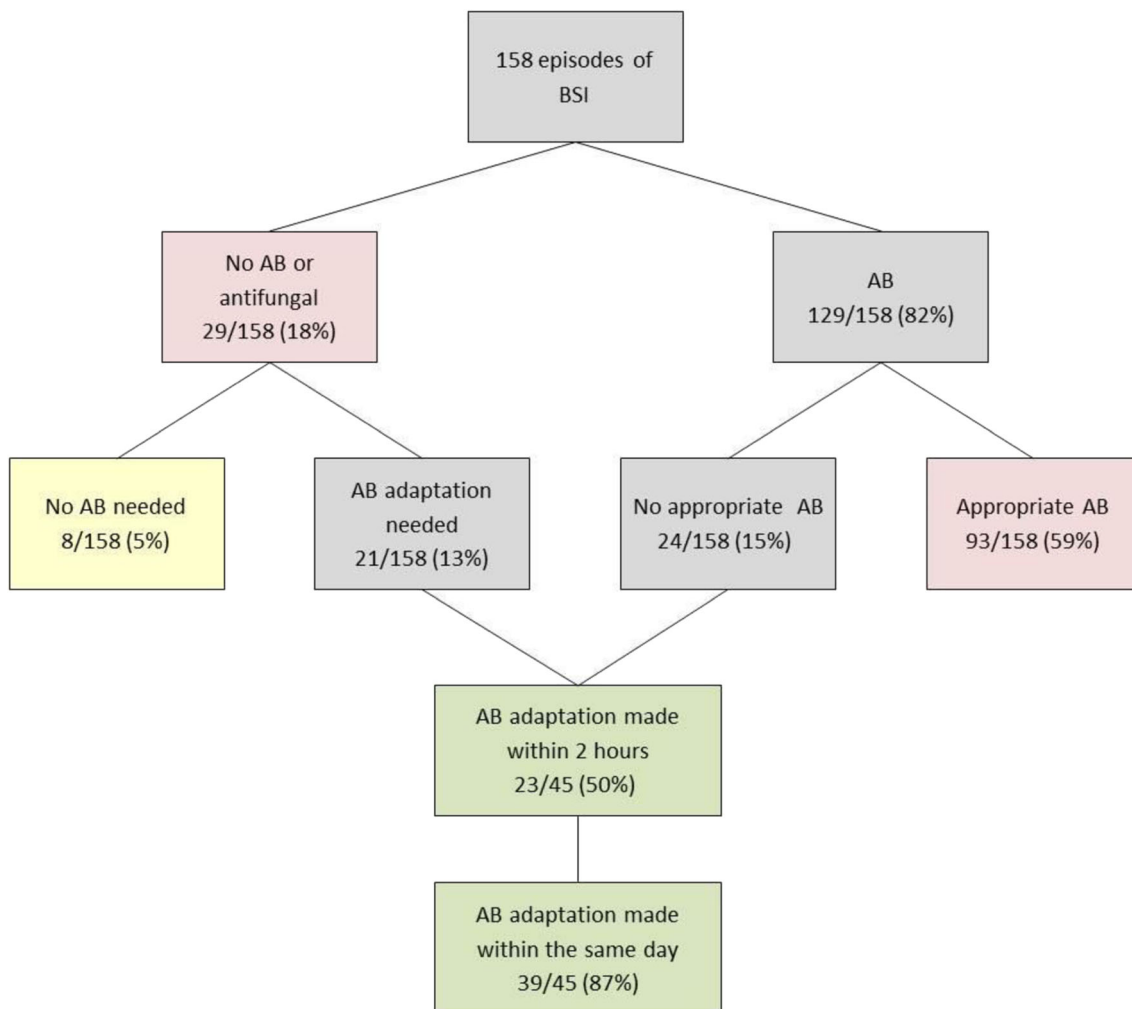 158 episodes of
BSI
No AB or
antifungal
29/158 (18%)
AB
129/158 (82%)
No AB needed
8/158 (5%)
AB adaptation
needed
21/158 (13%)
No appropriate AB
24/158 (15%)
Appropriate AB
93/158 (59%)
AB adaptation made
within 2 hours
23/45 (50%)
AB adaptation made
within the same day
39/45 (87%)